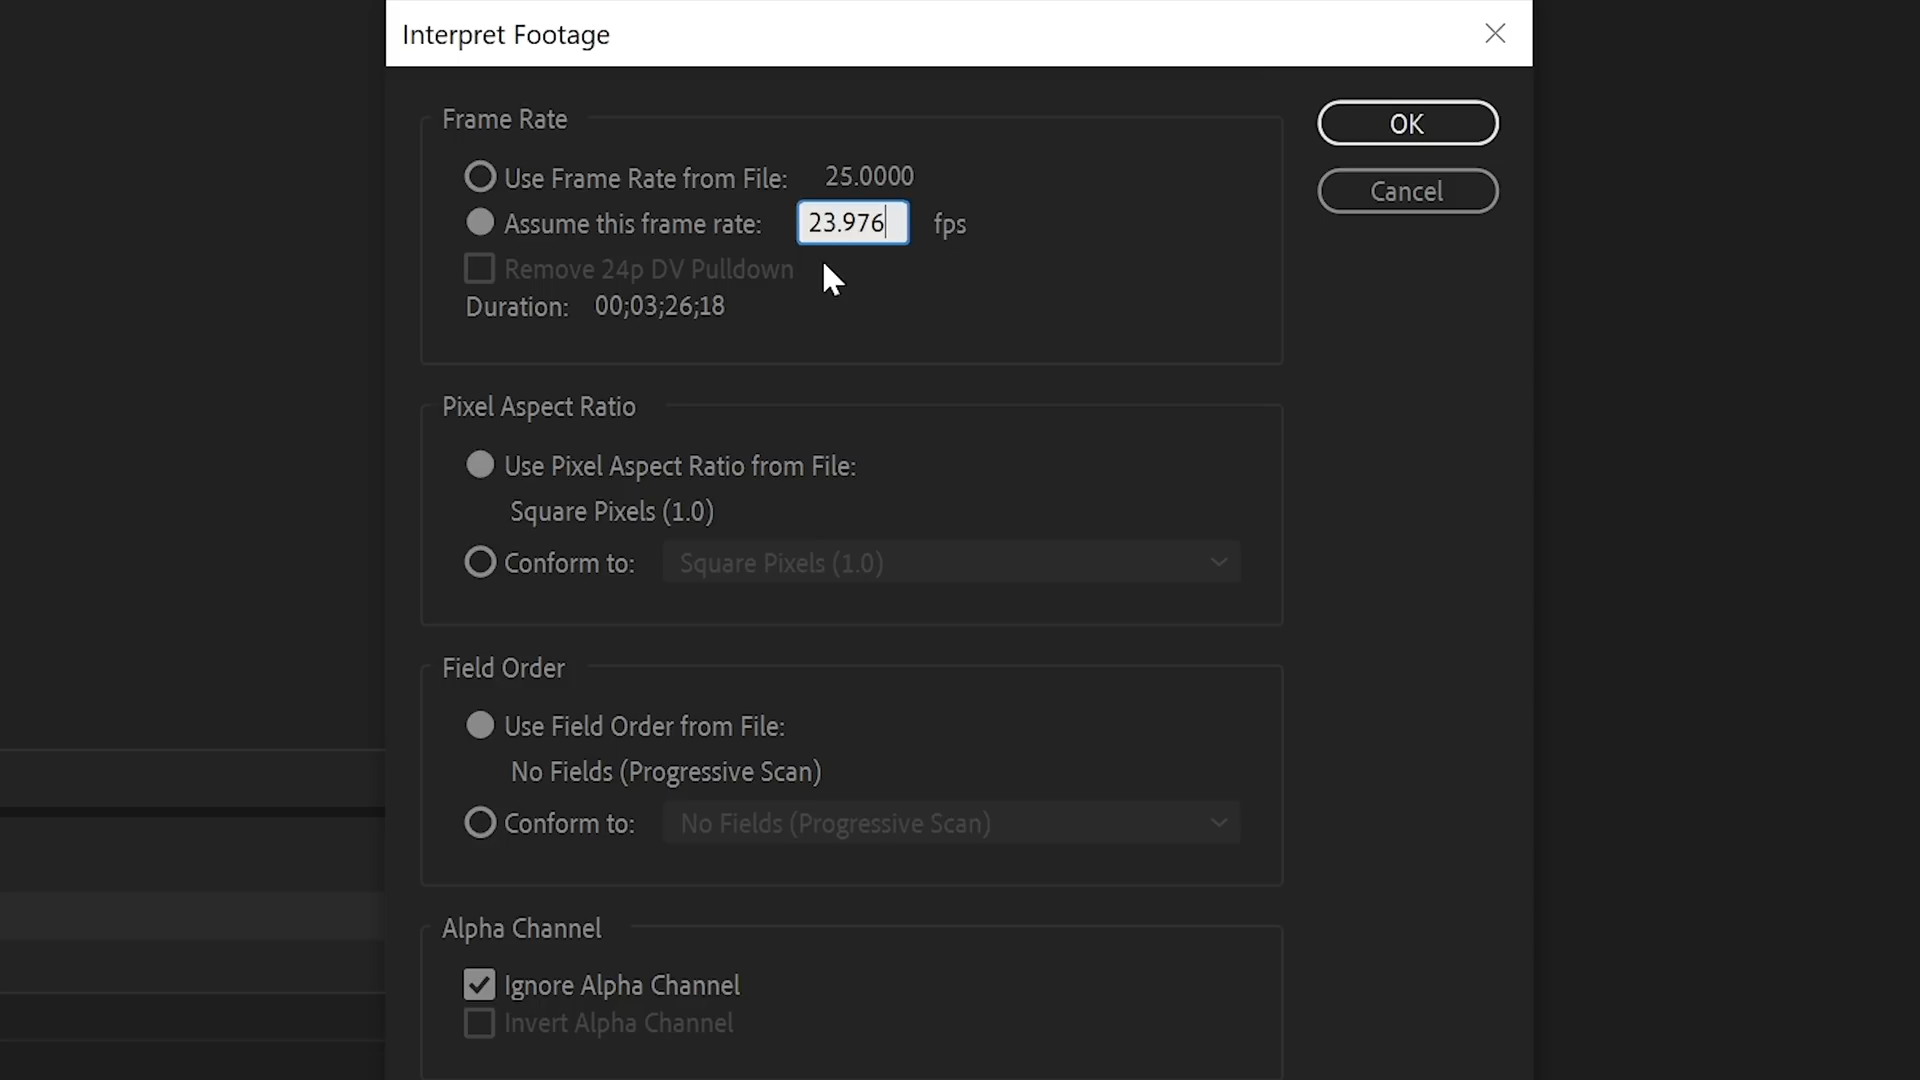 Interpret Footage
Frame Rate
OK
Use Frame Rate from File: 25.0000
Cancel
Assume this frame rate: 23.976 fps
Remove 24p DV Pulldown
Duration: 00;03;26;18
Pixel Aspect Ratio
Use Pixel Aspect Ratio from File:
Square Pixels (1.0)
Conform to: Square Pixels (1.0)
Field Order
Use Field Order from File:
No Fields (Progressive Scan)
Conform to: No Fields (Progressive Scan)
Alpha Channel
Ignore Alpha Channel
Invert Alpha Channel